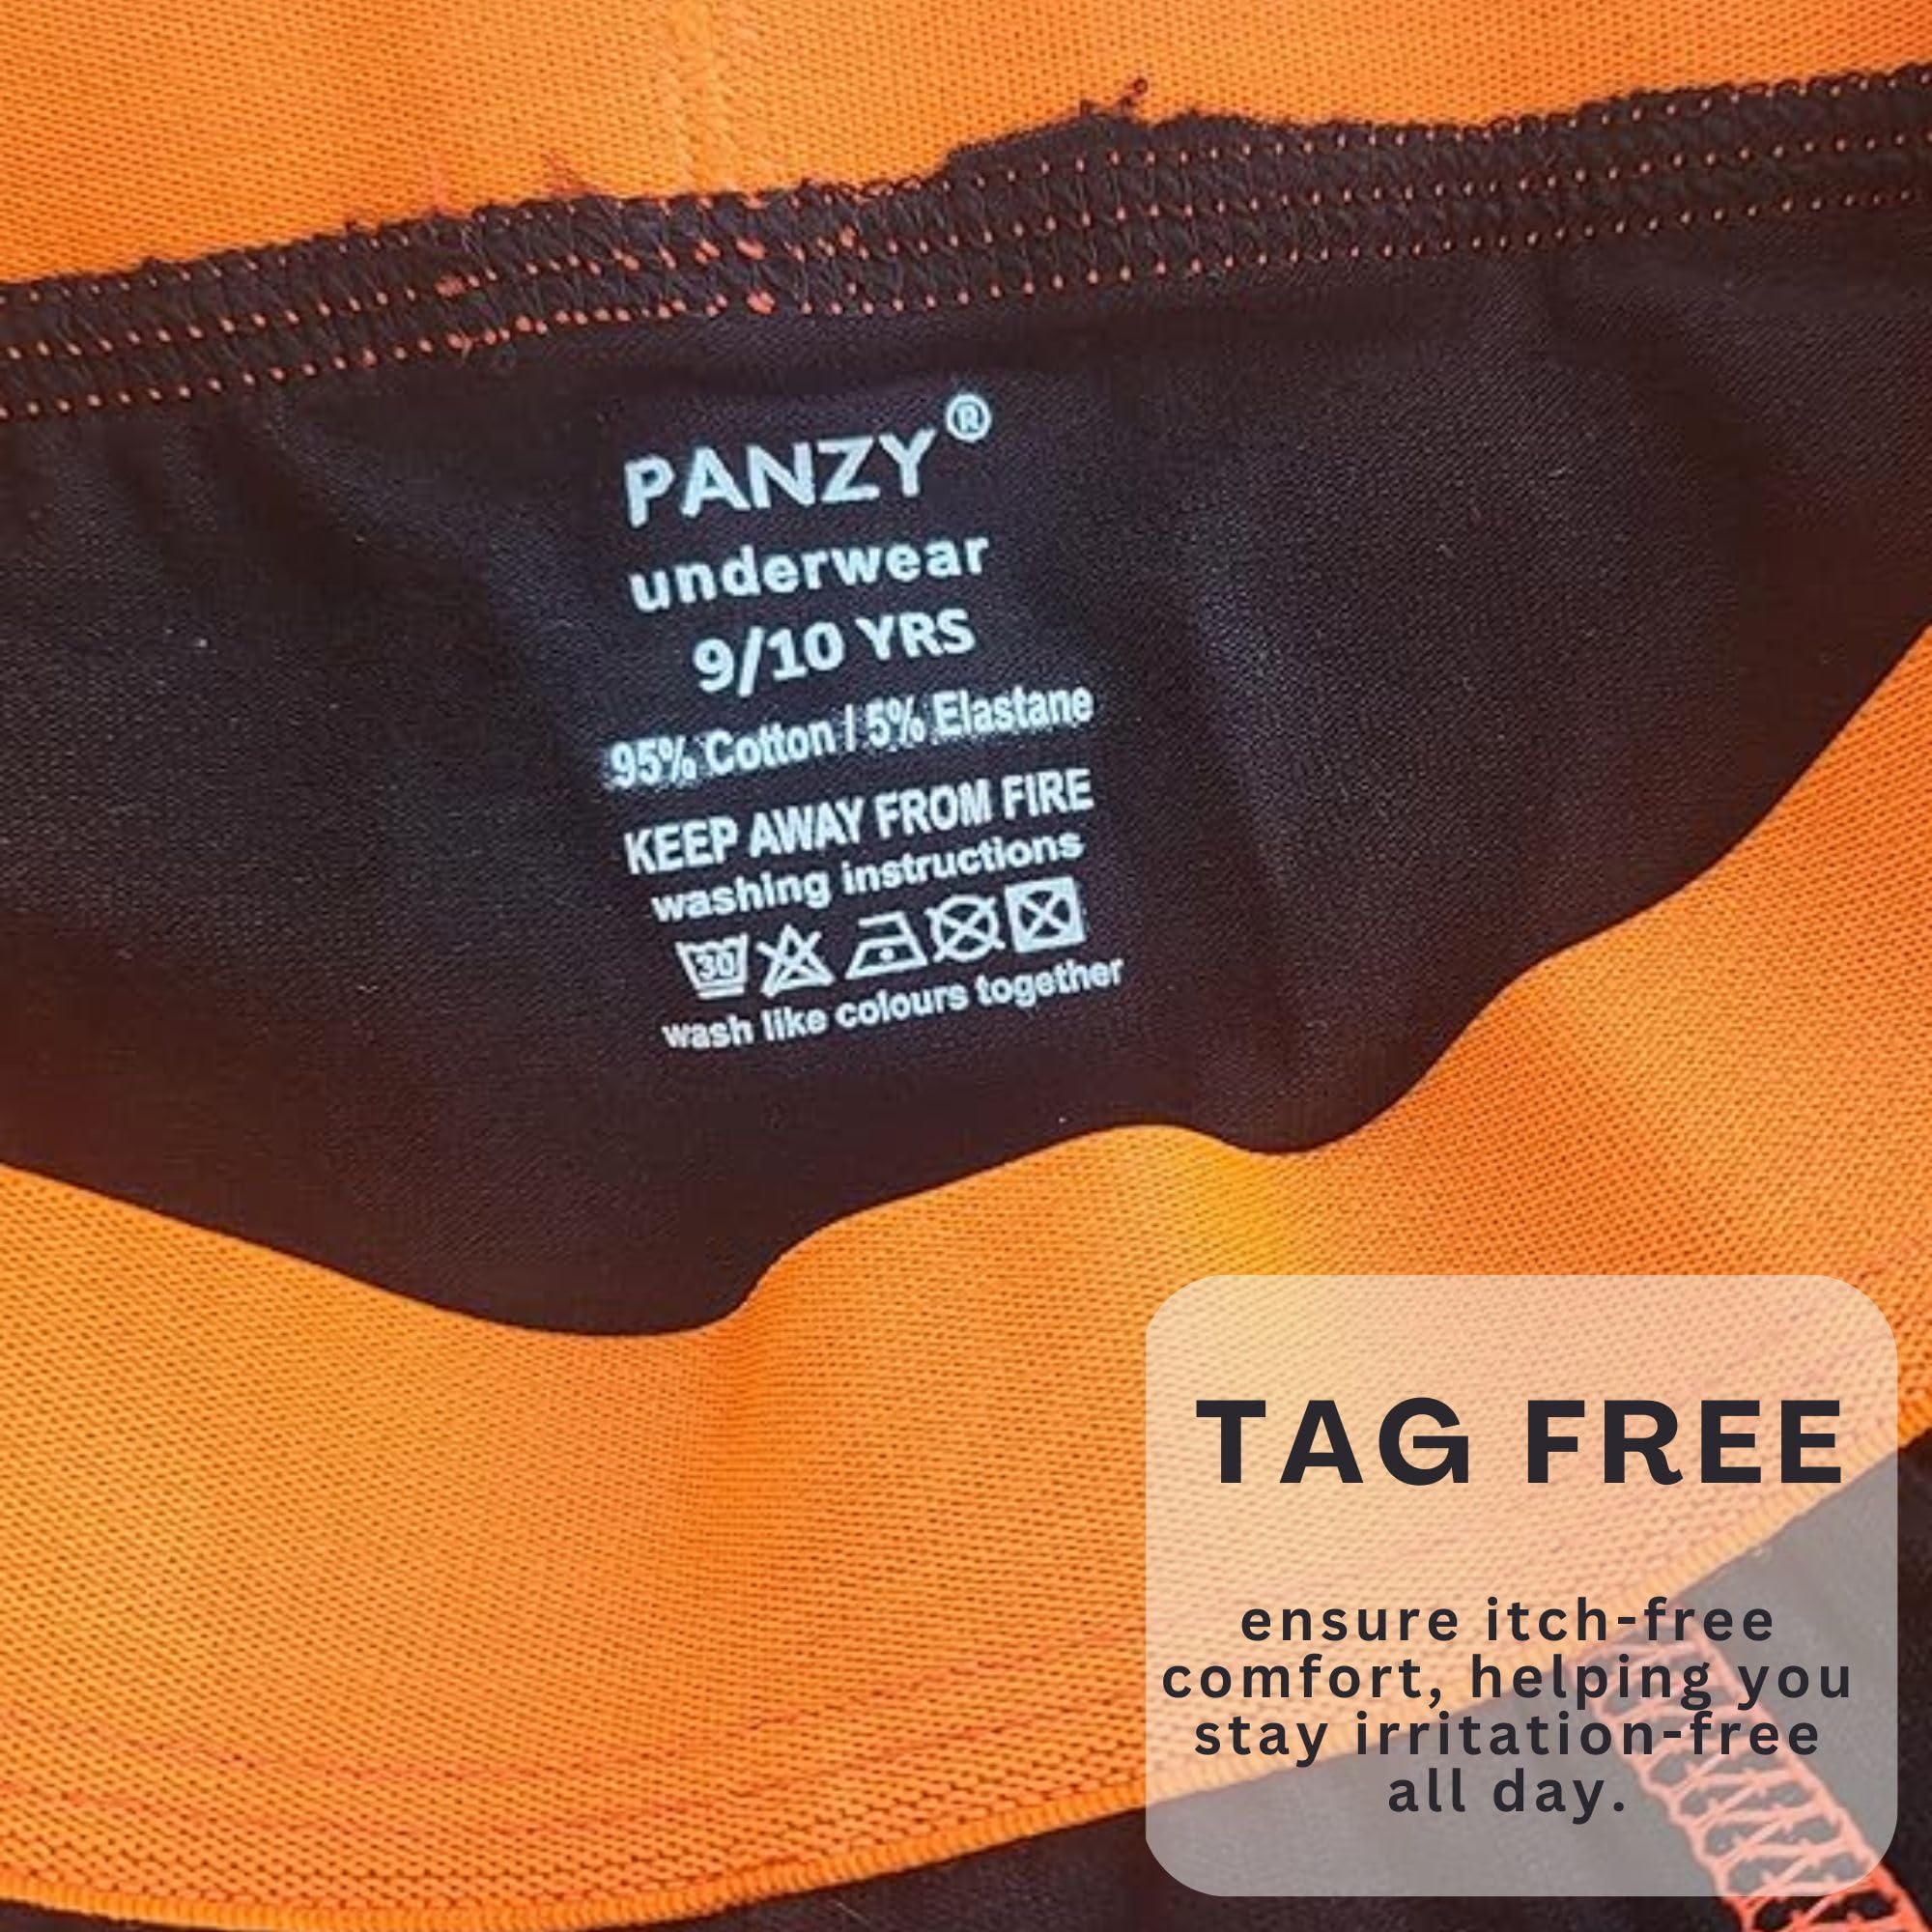 PANZY®
underwear
9/10 YRS
95% Cotton / 5% Elastane
KEEP AWAY FROM FIRE
washing instructions
30
wash like colours together
TAG FREE
ensure itch-free
comfort, helping you
stay irritation-free
all day.